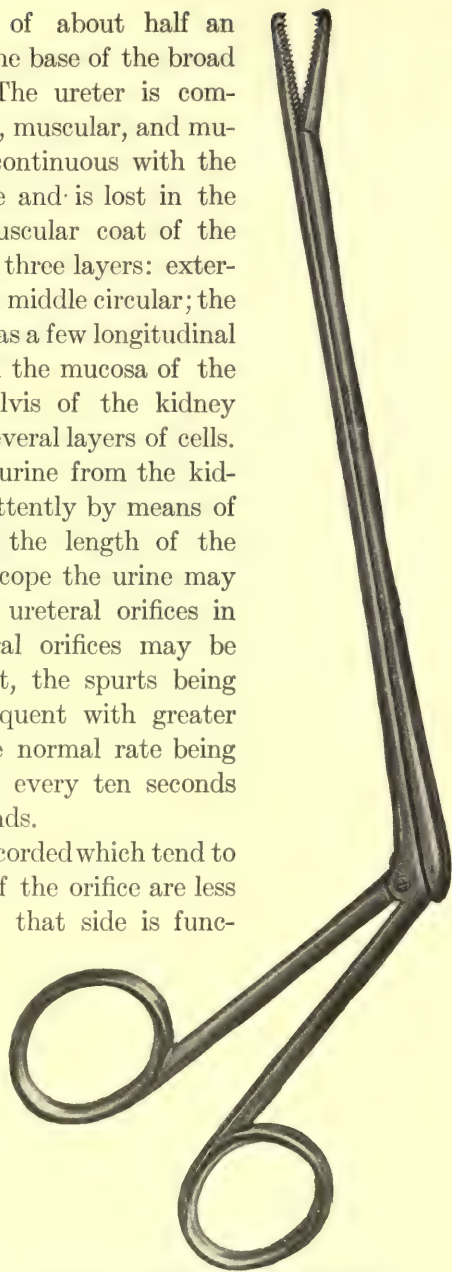 of about half an
ne base of the broad
The ureter is com-
, muscular, and mu-
continuous with the
e and is lost in the
uscular coat of the
three layers: exter-
middle circular; the
as a few longitudinal
the mucosa of the
lvis of the kidney
everal layers of cells.
urine from the kid-
ttently by means of
the length of the
cope the urine may
ureteral orifices in
al orifices may be
t, the spurts being
quent with greater
e normal rate being
every ten seconds
nds.
corded which tend to
f the orifice are less
that side is func-